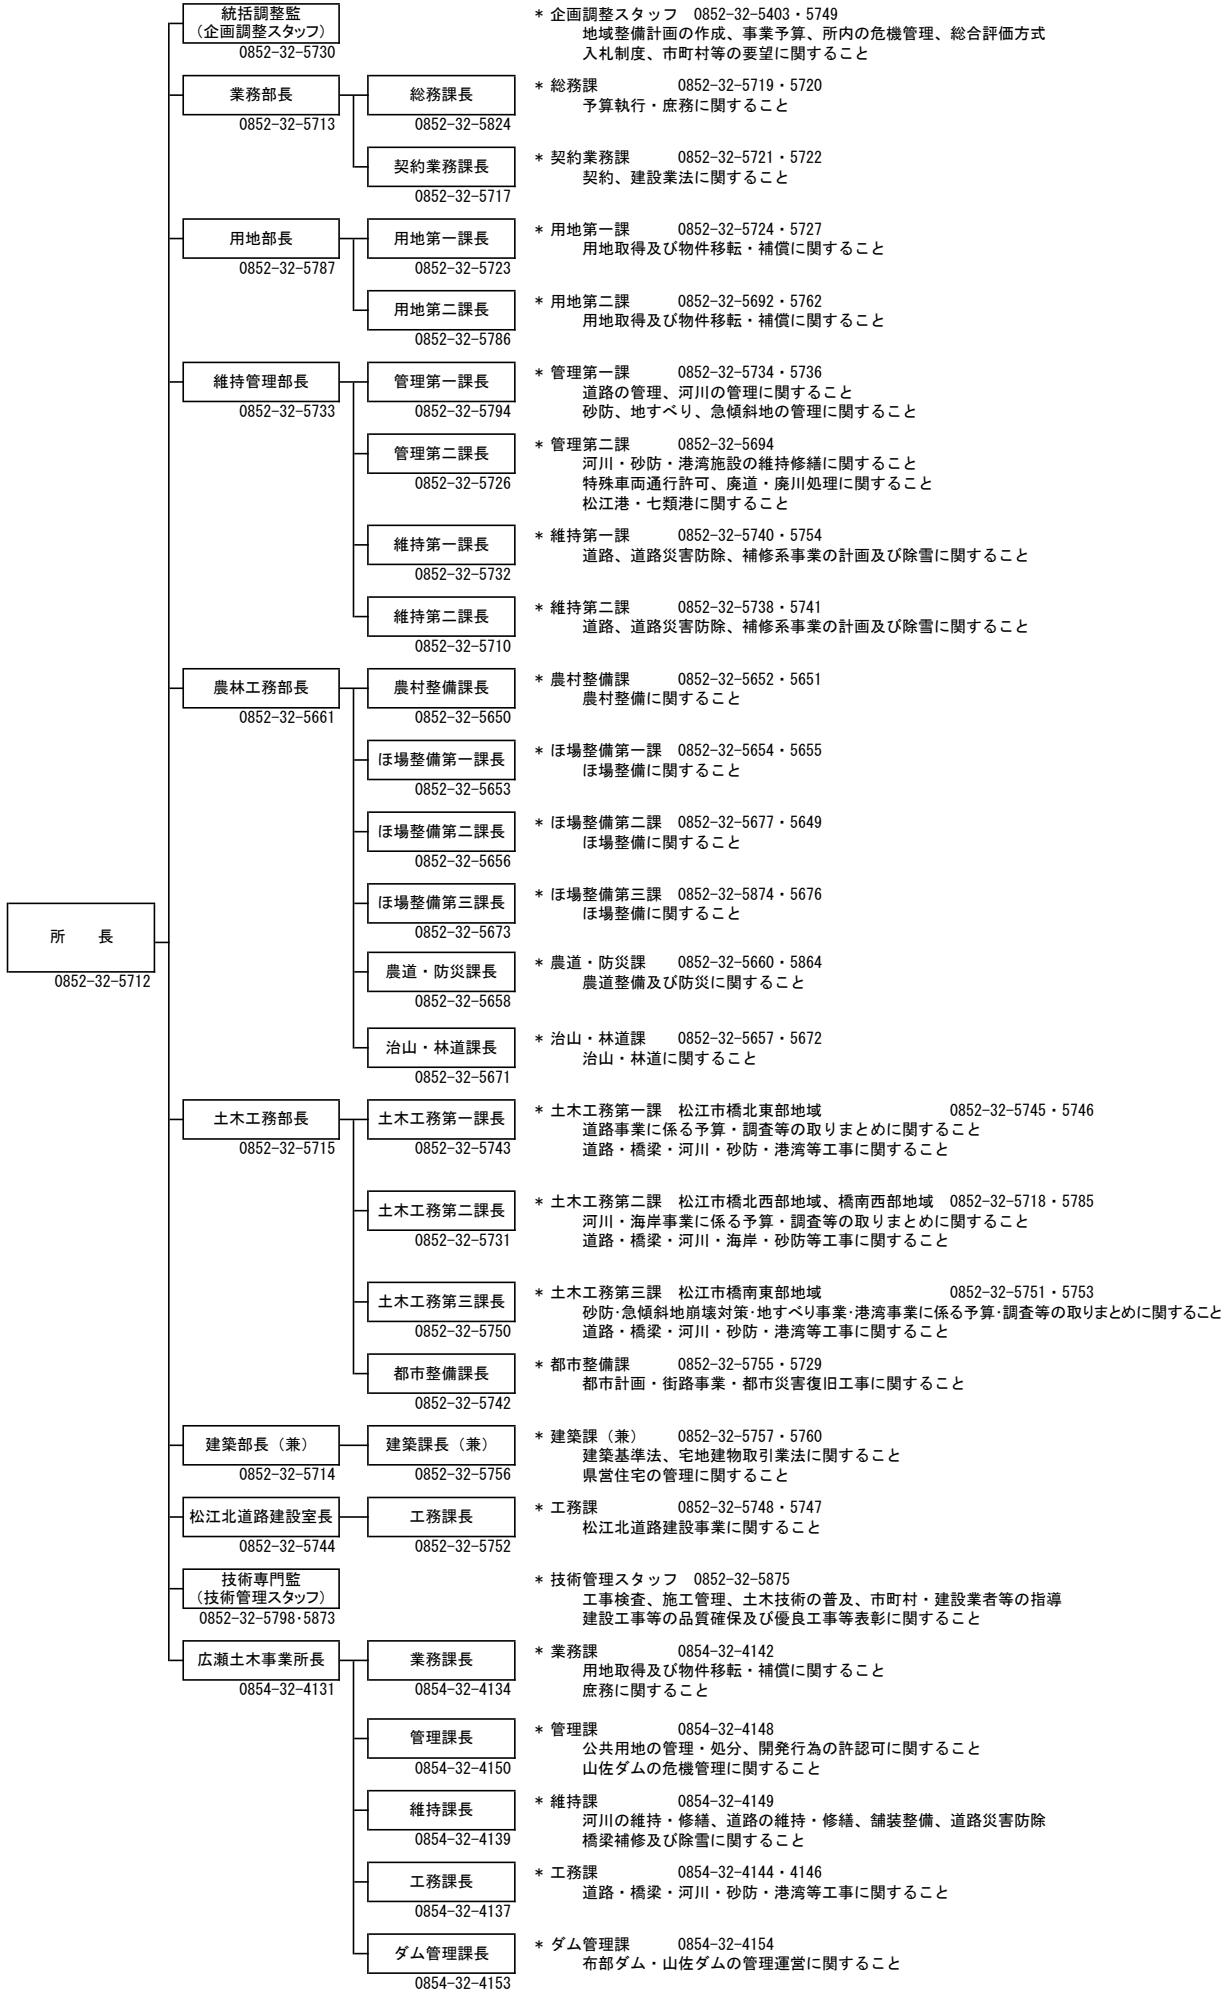 統括調整監
(企画調整スタッフ)
0852-32-5730
* 企画調整スタッフ 0852-32-5403・5749
地域整備計画の作成、事業予算、所内の危機管理、総合評価方式
入札制度、市町村等の要望に関すること
業務部長
0852-32-5713
総務課長
0852-32-5824
* 総務課 0852-32-5719・5720
予算執行・庶務に関すること
契約業務課長
0852-32-5717
* 契約業務課 0852-32-5721・5722
契約、建設業法に関すること
用地部長
0852-32-5787
用地第一課長
0852-32-5723
* 用地第一課 0852-32-5724・5727
用地取得及び物件移転・補償に関すること
用地第二課長
0852-32-5786
* 用地第二課 0852-32-5692・5762
用地取得及び物件移転・補償に関すること
維持管理部長
0852-32-5733
管理第一課長
0852-32-5794
* 管理第一課 0852-32-5734・5736
道路の管理、河川の管理に関すること
砂防、地すべり、急傾斜地の管理に関すること
管理第二課長
0852-32-5726
* 管理第二課 0852-32-5694
河川・砂防・港湾施設の維持修繕に関すること
特殊車両通行許可、廃道・廃川処理に関すること
松江港・七類港に関すること
維持第一課長
0852-32-5732
* 維持第一課 0852-32-5740・5754
道路、道路災害防除、補修系事業の計画及び除雪に関すること
維持第二課長
0852-32-5710
* 維持第二課 0852-32-5738・5741
道路、道路災害防除、補修系事業の計画及び除雪に関すること
農林工務部長
0852-32-5661
農村整備課長
0852-32-5650
* 農村整備課 0852-32-5652・5651
農村整備に関すること
ほ場整備第一課長
0852-32-5653
* ほ場整備第一課 0852-32-5654・5655
ほ場整備に関すること
ほ場整備第二課長
0852-32-5656
* ほ場整備第二課 0852-32-5677・5649
ほ場整備に関すること
ほ場整備第三課長
0852-32-5673
* ほ場整備第三課 0852-32-5874・5676
ほ場整備に関すること
所 長
0852-32-5712
農道・防災課長
0852-32-5658
* 農道・防災課 0852-32-5660・5864
農道整備及び防災に関すること
治山・林道課長
0852-32-5671
* 治山・林道課 0852-32-5657・5672
治山・林道に関すること
土木工務部長
0852-32-5715
土木工務第一課長
0852-32-5743
* 土木工務第一課 松江市橋北東部地域 0852-32-5745・5746
道路事業に係る予算・調査等の取りまとめに関すること
道路・橋梁・河川・砂防・港湾等工事に関すること
土木工務第二課長
0852-32-5731
* 土木工務第二課 松江市橋北西部地域、橋南西部地域 0852-32-5718・5785
河川・海岸事業に係る予算・調査等の取りまとめに関すること
道路・橋梁・河川・海岸・砂防等工事に関すること
土木工務第三課長
0852-32-5750
* 土木工務第三課 松江市橋南東部地域 0852-32-5751・5753
砂防・急傾斜地崩壊対策・地すべり事業・港湾事業に係る予算・調査等の取りまとめに関すること
道路・橋梁・河川・砂防・港湾等工事に関すること
都市整備課長
0852-32-5742
* 都市整備課 0852-32-5755・5729
都市計画・街路事業・都市災害復旧工事に関すること
建築部長（兼）
0852-32-5714
建築課長（兼）
0852-32-5756
* 建築課（兼） 0852-32-5757・5760
建築基準法、宅地建物取引業法に関すること
県営住宅の管理に関すること
松江北道路建設室長
0852-32-5744
工務課長
0852-32-5752
* 工務課 0852-32-5748・5747
松江北道路建設事業に関すること
技術専門監
(技術管理スタッフ)
0852-32-5798・5873
* 技術管理スタッフ 0852-32-5875
工事検査、施工管理、土木技術の普及、市町村・建設業者等の指導
建設工事等の品質確保及び優良工事等表彰に関すること
広瀬土木事業所長
0854-32-4131
業務課長
0854-32-4134
* 業務課 0854-32-4142
用地取得及び物件移転・補償に関すること
庶務に関すること
管理課長
0854-32-4150
* 管理課 0854-32-4148
公共用地の管理・処分、開発行為の許認可に関すること
山佐ダムの危機管理に関すること
維持課長
0854-32-4139
* 維持課 0854-32-4149
河川の維持・修繕、道路の維持・修繕、舗装整備、道路災害防除
橋梁補修及び除雪に関すること
工務課長
0854-32-4137
* 工務課 0854-32-4144・4146
道路・橋梁・河川・砂防・港湾等工事に関すること
ダム管理課長
0854-32-4153
* ダム管理課 0854-32-4154
布部ダム・山佐ダムの管理運営に関すること